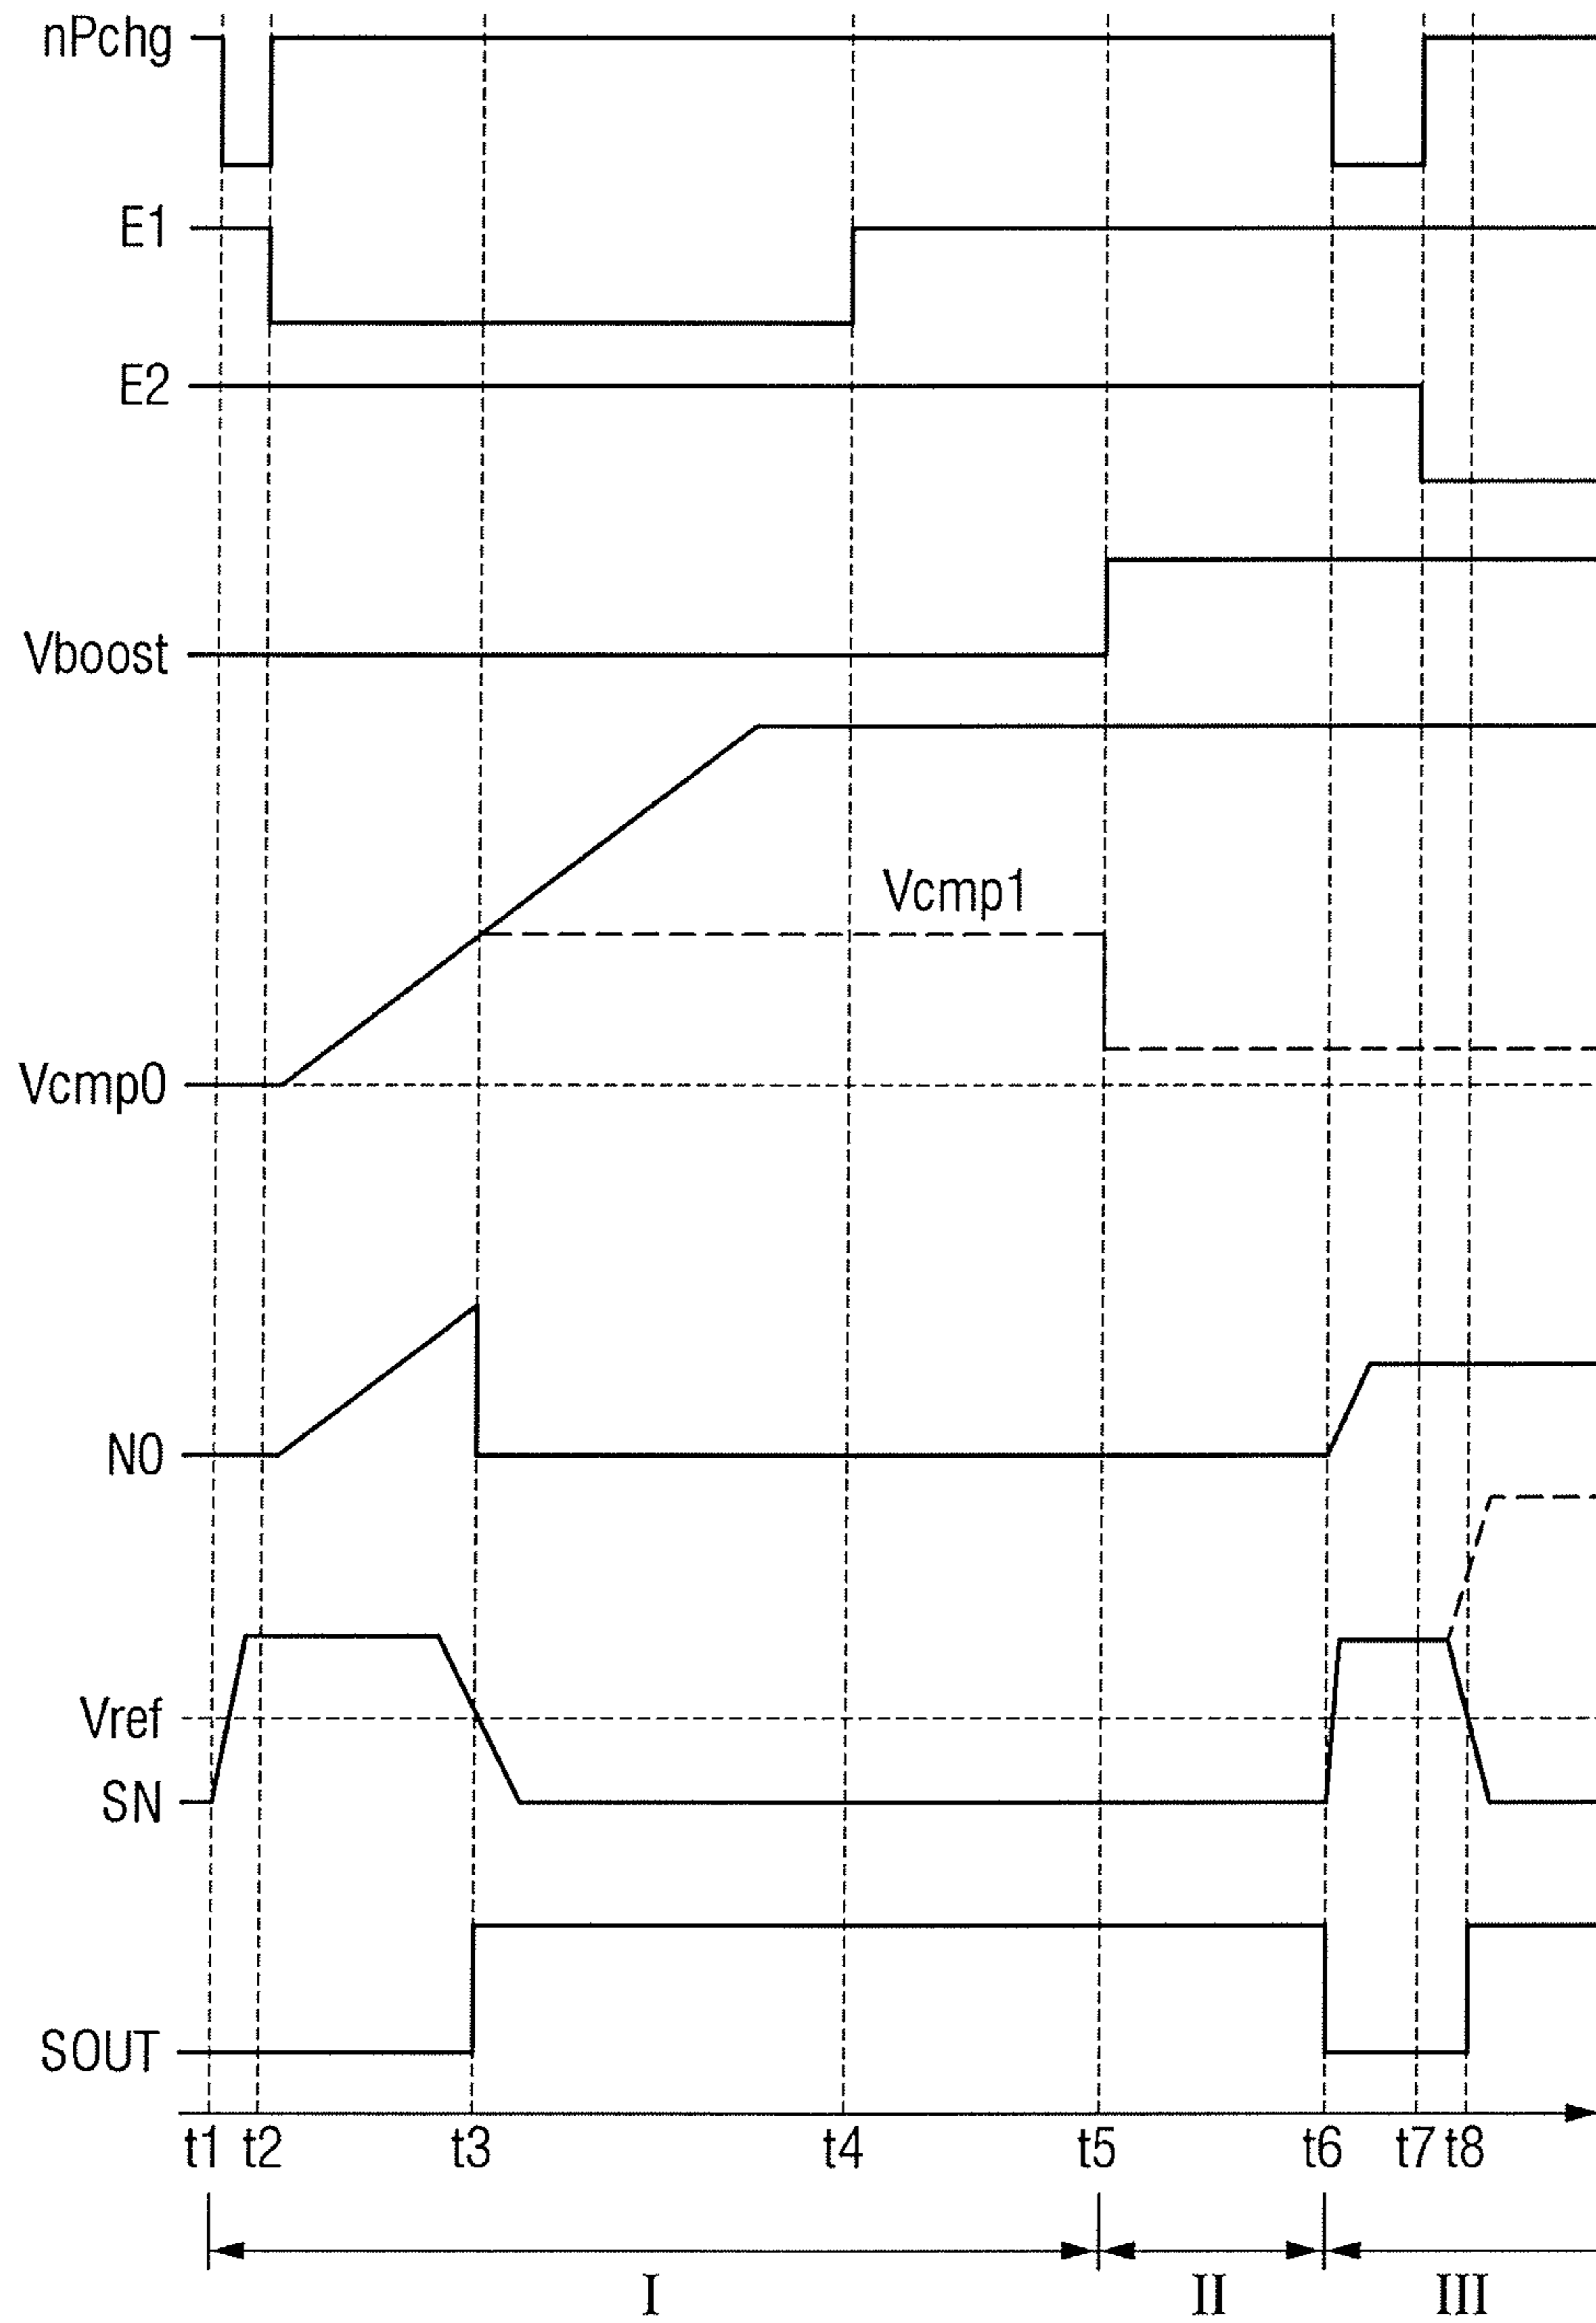 nPchg
E1
E2
Vboost
Vcmp1
Vcmp0
N0
Vref
SN
SOUT
t1 t2 t3 t4 t5 t6 t7 t8
I II III